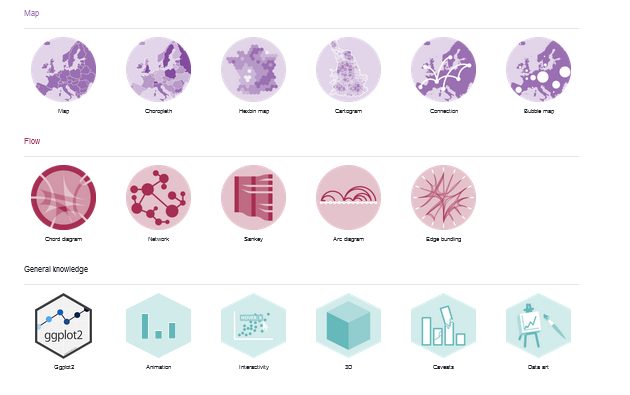 Map
Map Choropleth Hexbin map Cartogram Connection Bubble map
Flow
Chord diagram Network Sankey Arc diagram Edge bundling
General knowledge
ggplot2
Ggplot2 Animation Interactivity 3D Caveats Data art